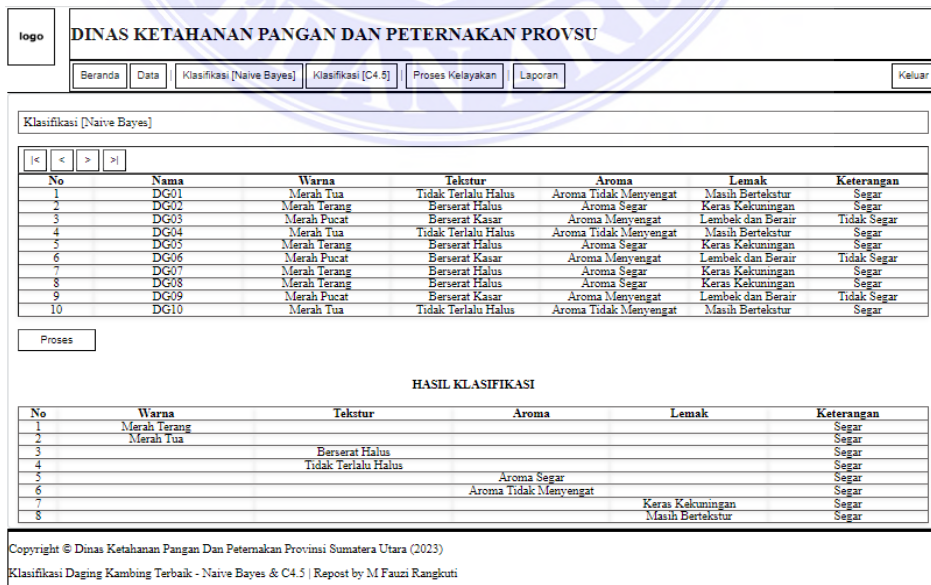 logo
DINAS KETAHANAN PANGAN DAN PETERNAKAN PROVSU
Beranda Data | Klasifikasi [Naive Bayes] Klasifikasi [C4.5] | Proses Kelayakan | Laporan Keluar
Klasifikasi [Naive Bayes]
|< < > >|
No Nama Warna Tekstur Aroma Lemak Keterangan
1 DG01 Merah Tua Tidak Terlalu Halus Aroma Tidak Menyengat Masih Bertekstur Segar
2 DG02 Merah Terang Berserat Halus Aroma Segar Keras Kekuningan Segar
3 DG03 Merah Pucat Berserat Kasar Aroma Menyengat Lembek dan Berair Tidak Segar
4 DG04 Merah Tua Tidak Terlalu Halus Aroma Tidak Menyengat Masih Bertekstur Segar
5 DG05 Merah Terang Berserat Halus Aroma Segar Keras Kekuningan Segar
6 DG06 Merah Pucat Berserat Kasar Aroma Menyengat Lembek dan Berair Tidak Segar
7 DG07 Merah Terang Berserat Halus Aroma Segar Keras Kekuningan Segar
8 DG08 Merah Terang Berserat Halus Aroma Segar Keras Kekuningan Segar
9 DG09 Merah Pucat Berserat Kasar Aroma Menyengat Lembek dan Berair Tidak Segar
10 DG10 Merah Tua Tidak Terlalu Halus Aroma Tidak Menyengat Masih Bertekstur Segar
Proses
HASIL KLASIFIKASI
No Warna Tekstur Aroma Lemak Keterangan
1 Merah Terang Segar
2 Merah Tua Segar
3 Berserat Halus Segar
4 Tidak Terlalu Halus Segar
5 Aroma Segar Segar
6 Aroma Tidak Menyengat Segar
7 Keras Kekuningan Segar
8 Masih Bertekstur Segar
Copyright © Dinas Ketahanan Pangan Dan Peternakan Provinsi Sumatera Utara (2023)
Klasifikasi Daging Kambing Terbaik - Naive Bayes & C4.5 | Repost by M Fauzi Rangkuti